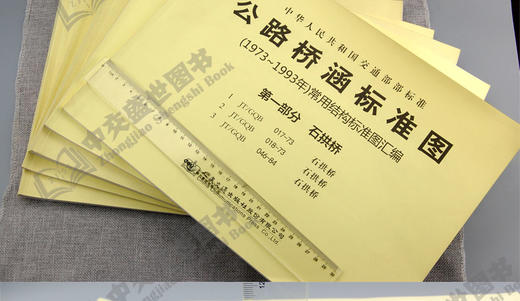 中华人民共和国交通部部标准
公路桥涵标准图
(1973~1993年)常用结构标准图汇编
第一部分 石拱桥
1 JT/GQB 017-73 石拱桥
2 JT/GQB 018-73 石拱桥
3 JT/GQB 046-84 石拱桥
中交盛世图书
Zhongjiao Shengshi Book